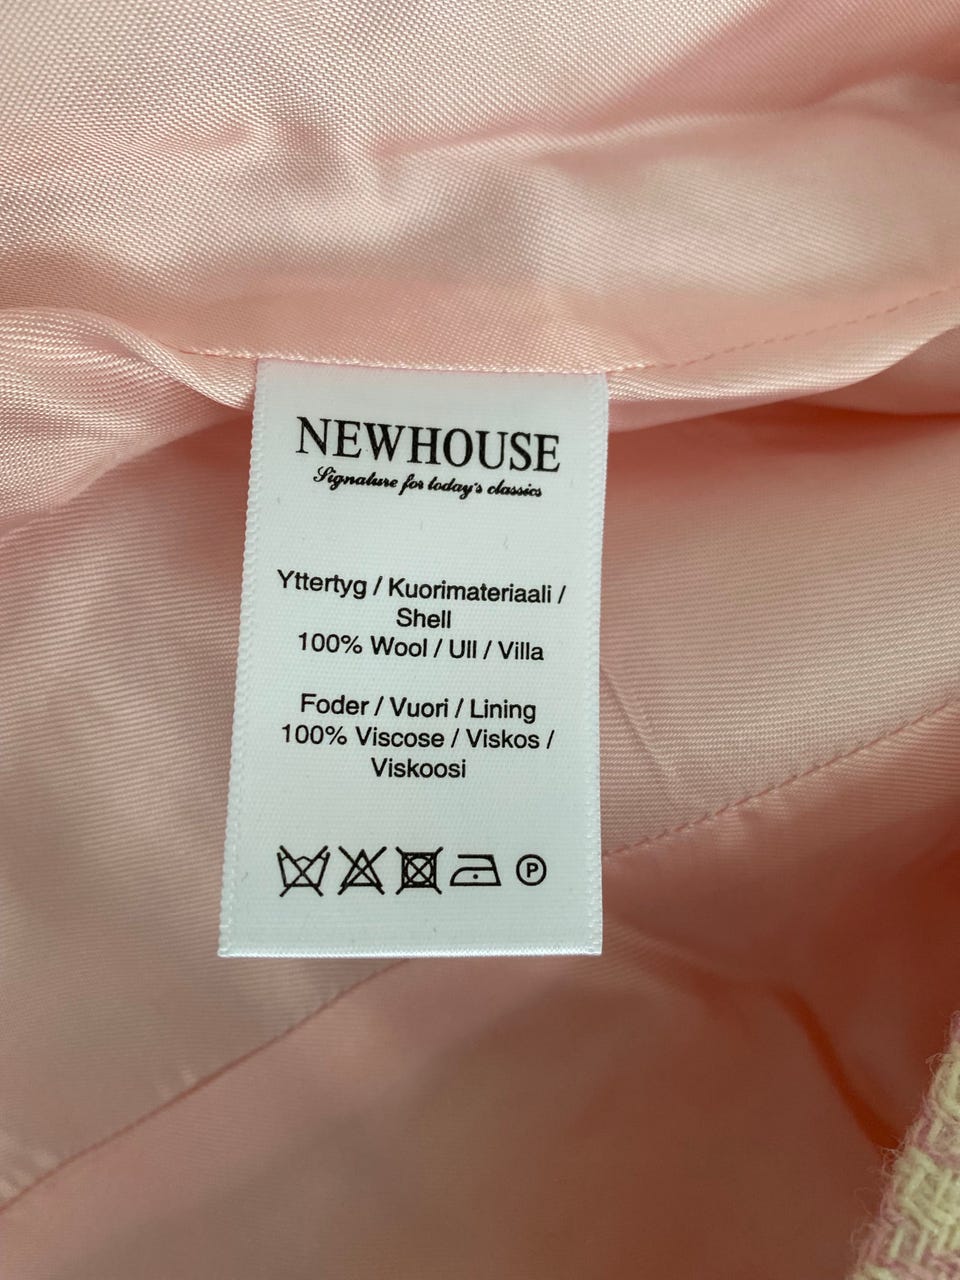 NEWHOUSE
Signature for today's classics
Yttertyg / Kuorimateriaali /
Shell
100% Wool / Ull / Villa
Foder / Vuori / Lining
100% Viscose / Viskos /
Viskoosi
P